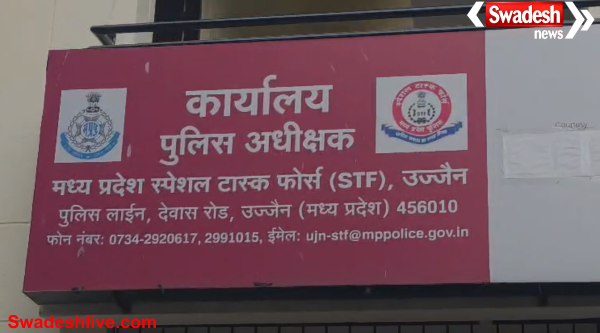 Swadesh
news
कार्यालय
पुलिस अधीक्षक
मध्य प्रदेश स्पेशल टास्क फोर्स (STF), उज्जैन
पुलिस लाईन, देवास रोड, उज्जैन (मध्य प्रदेश) 456010
फोन नंबर: 0734-2920617, 2991015, ईमेल: ujn-stf@mppolice.gov.in
Swadeshlive.com